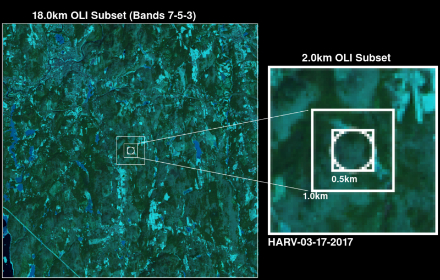 18.0km OLI Subset (Bands 7-5-3)
2.0km OLI Subset
0.5km
1.0km
HARV-03-17-2017